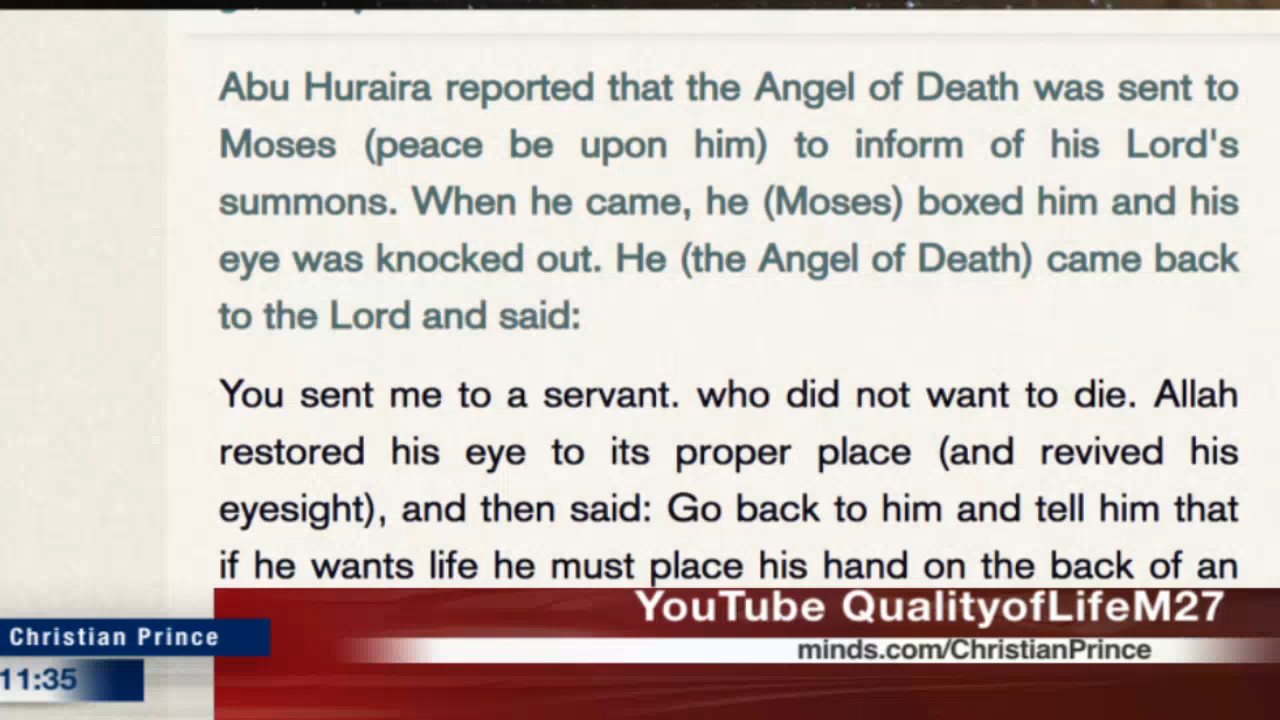 Abu Huraira reported that the Angel of Death was sent to
Moses (peace be upon him) to inform of his Lord's
summons. When he came, he (Moses) boxed him and his
eye was knocked out. He (the Angel of Death) came back
to the Lord and said:
You sent me to a servant. who did not want to die. Allah
restored his eye to its proper place (and revived his
eyesight), and then said: Go back to him and tell him that
if he wants life he must place his hand on the back of an
YouTube QualityofLifeM27
Christian Prince
minds.com/ChristianPrince
11:35